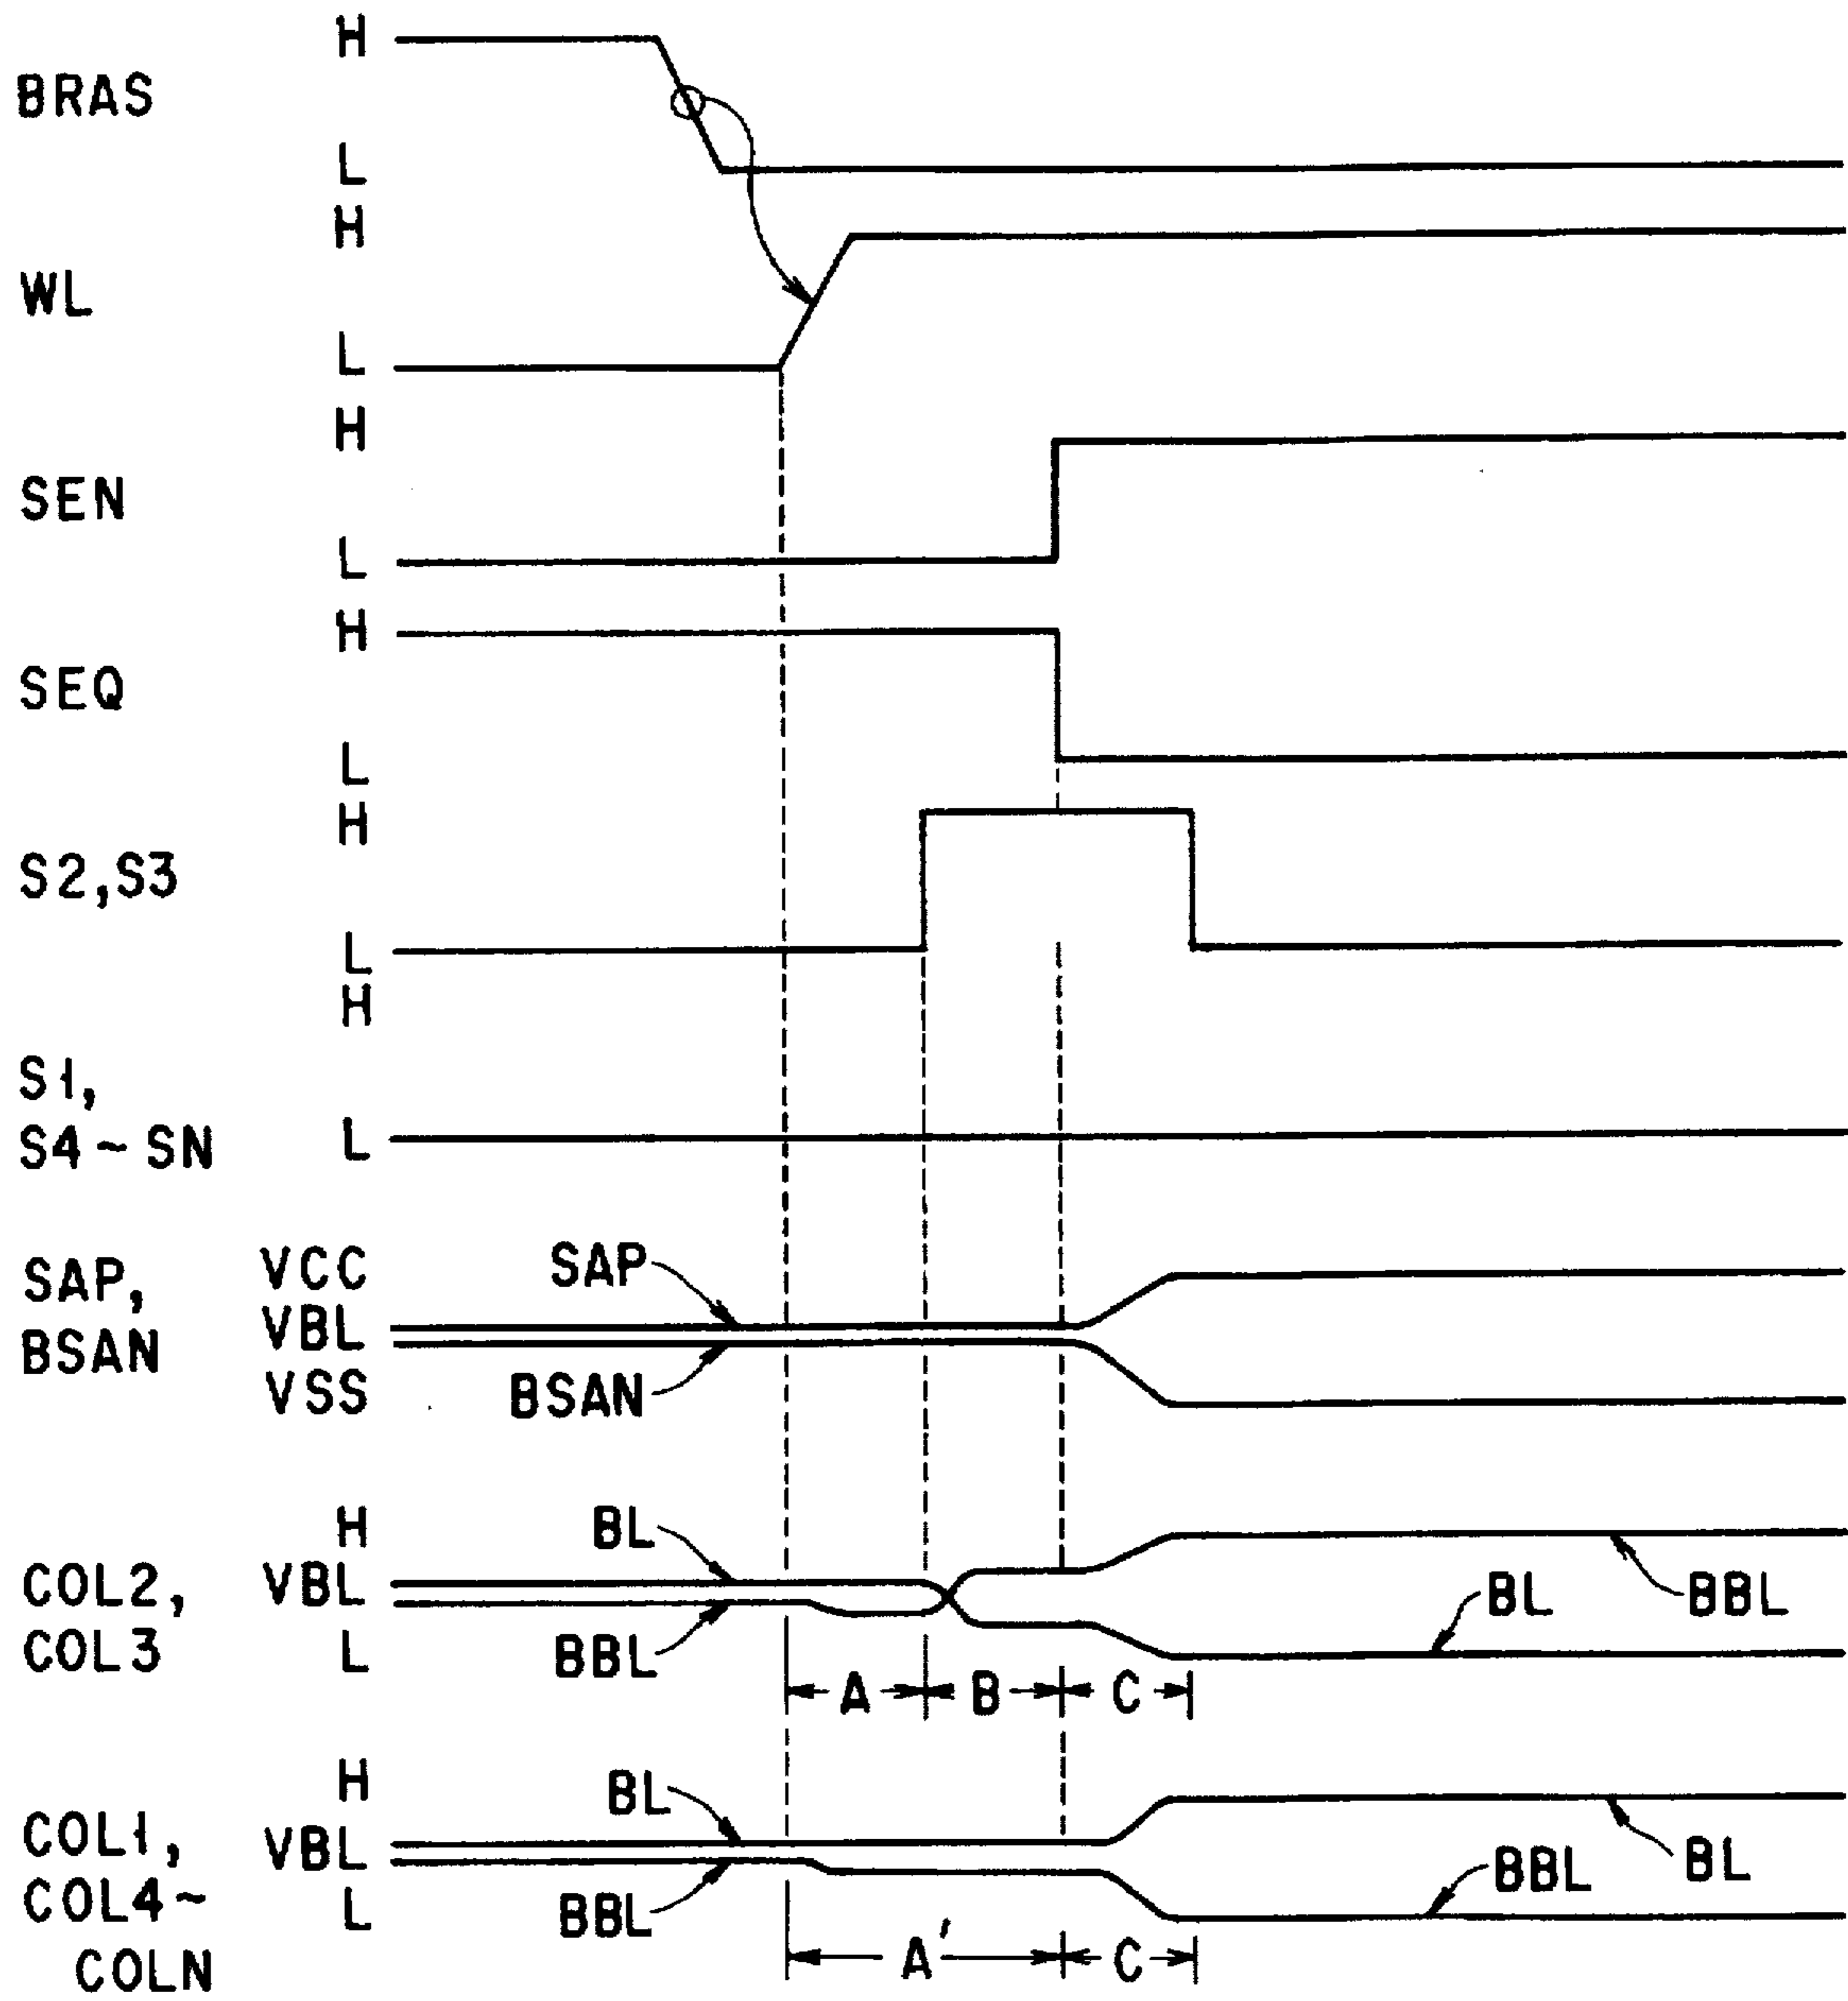 H
BRAS
L
H
WL
L
H
SEN
L
H
SEQ
L
H
S2,S3
L
H
S1,
S4~SN L
SAP, VCC SAP
BSAN VBL
VSS BSAN
H BL
COL2, VBL BL BBL
COL3 L BBL
A B C
H BL
COL1, VBL BL
COL4~ L BBL BBL
COLN A' C